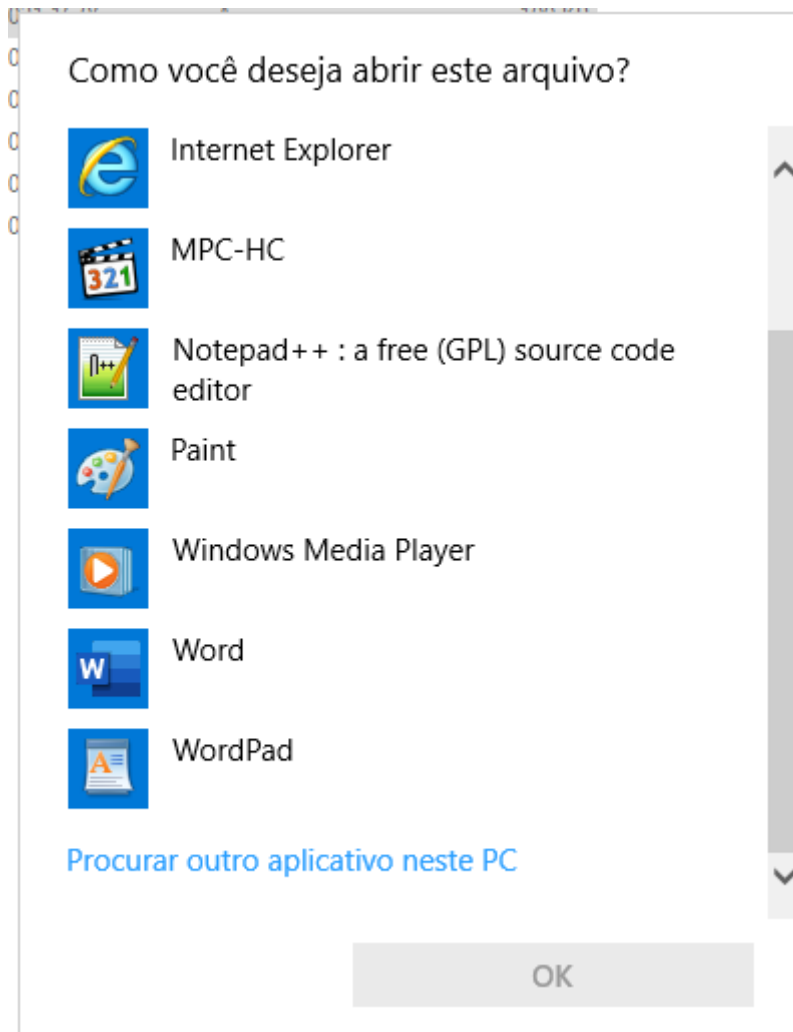 Como você deseja abrir este arquivo?
Internet Explorer
321
MPC-HC
n++
Notepad++ : a free (GPL) source code
editor
Paint
Windows Media Player
W
Word
A
WordPad
Procurar outro aplicativo neste PC
OK